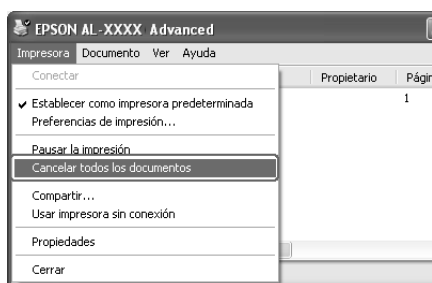 EPSON AL-XXXX Advanced
Impresora Documento Ver Ayuda
Conectar
Propietario
Establecer como impresora predeterminada
1
Preferencias de impresión...
Pausar la impresión
Cancelar todos los documentos
Compartir...
Usar impresora sin conexión
Propiedades
Cerrar